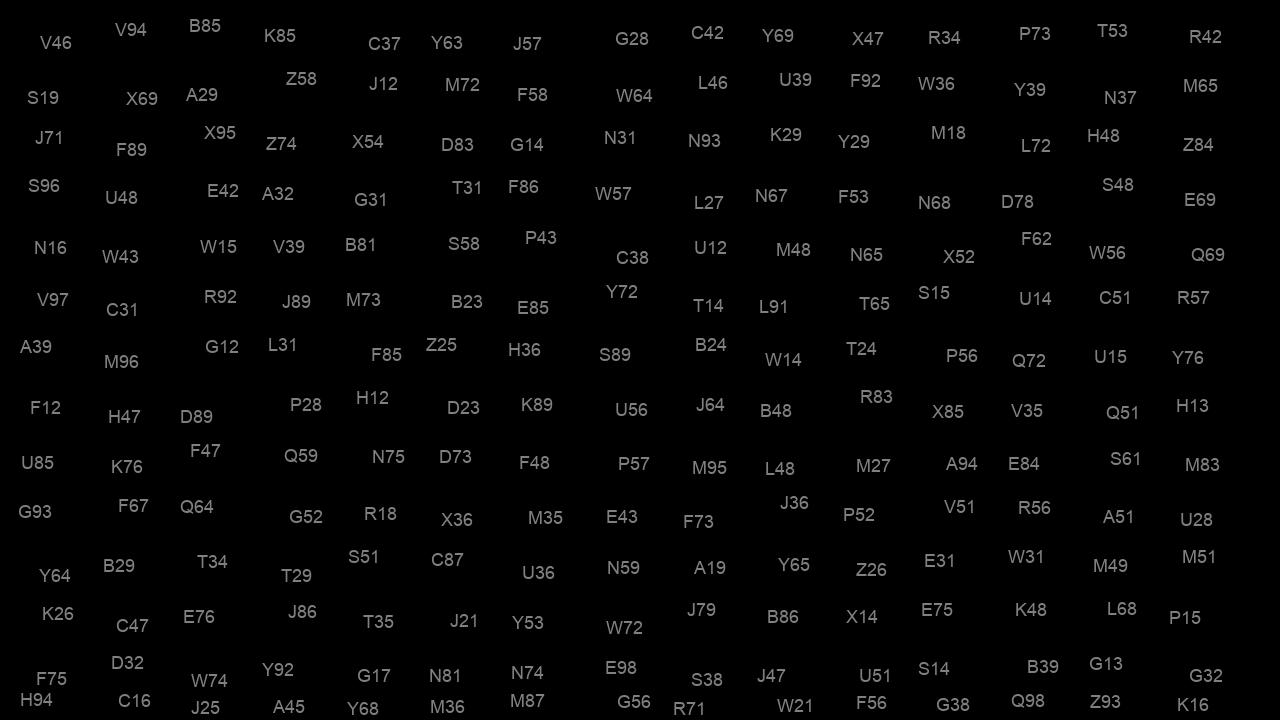 V46 V94 B85 K85 C37 Y63 J57 G28 C42 Y69 X47 R34 P73 T53 R42
S19 X69 A29 Z58 J12 M72 F58 W64 L46 U39 F92 W36 Y39 N37 M65
J71 F89 X95 Z74 X54 D83 G14 N31 N93 K29 Y29 M18 L72 H48 Z84
S96 U48 E42 A32 G31 T31 F86 W57 L27 N67 F53 N68 D78 S48 E69
N16 W43 W15 V39 B81 S58 P43 C38 U12 M48 N65 X52 F62 W56 Q69
V97 C31 R92 J89 M73 B23 E85 Y72 T14 L91 T65 S15 U14 C51 R57
A39 M96 G12 L31 F85 Z25 H36 S89 B24 W14 T24 P56 Q72 U15 Y76
F12 H47 D89 P28 H12 D23 K89 U56 J64 B48 R83 X85 V35 Q51 H13
U85 K76 F47 Q59 N75 D73 F48 P57 M95 L48 M27 A94 E84 S61 M83
G93 F67 Q64 G52 R18 X36 M35 E43 F73 J36 P52 V51 R56 A51 U28
Y64 B29 T34 T29 S51 C87 U36 N59 A19 Y65 Z26 E31 W31 M49 M51
K26 C47 E76 J86 T35 J21 Y53 W72 J79 B86 X14 E75 K48 L68 P15
F75 D32 W74 Y92 G17 N81 N74 E98 S38 J47 U51 S14 B39 G13 G32
H94 C16 J25 A45 Y68 M36 M87 G56 R71 W21 F56 G38 Q98 Z93 K16